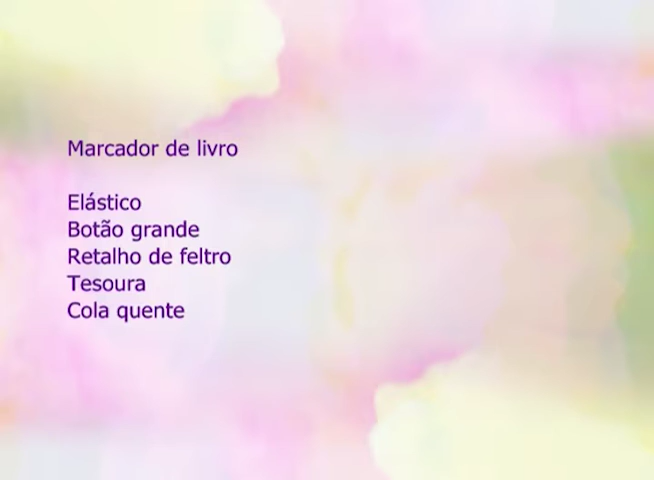 Marcador de livro
Elástico
Botão grande
Retalho de feltro
Tesoura
Cola quente